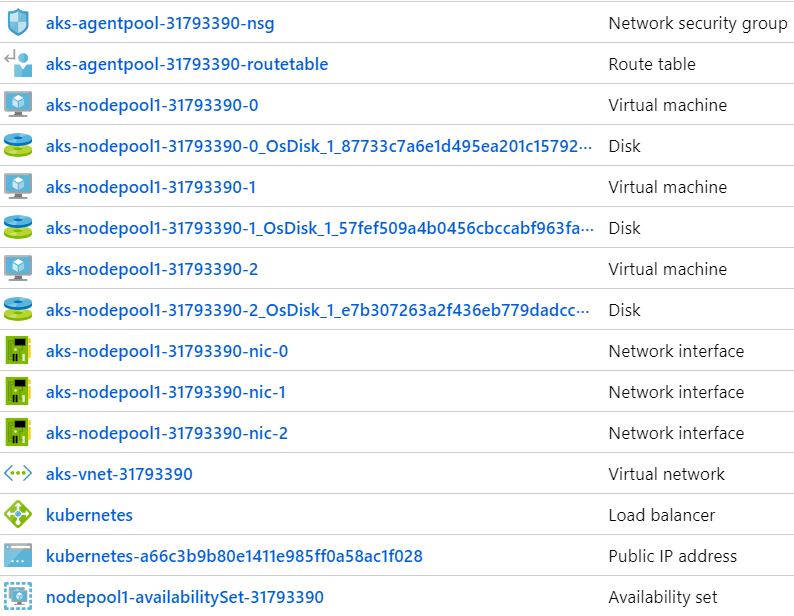 aks-agentpool-31793390-nsg Network security group
aks-agentpool-31793390-routetable Route table
aks-nodepool1-31793390-0 Virtual machine
aks-nodepool1-31793390-0_OsDisk_1_87733c7a6e1d495ea201c15792··· Disk
aks-nodepool1-31793390-1 Virtual machine
aks-nodepool1-31793390-1_OsDisk_1_57fef509a4b0456cbccabf963fa··· Disk
aks-nodepool1-31793390-2 Virtual machine
aks-nodepool1-31793390-2_OsDisk_1_e7b307263a2f436eb779dadcc··· Disk
aks-nodepool1-31793390-nic-0 Network interface
aks-nodepool1-31793390-nic-1 Network interface
aks-nodepool1-31793390-nic-2 Network interface
aks-vnet-31793390 Virtual network
kubernetes Load balancer
kubernetes-a66c3b9b80e1411e985ff0a58ac1f028 Public IP address
nodepool1-availabilitySet-31793390 Availability set